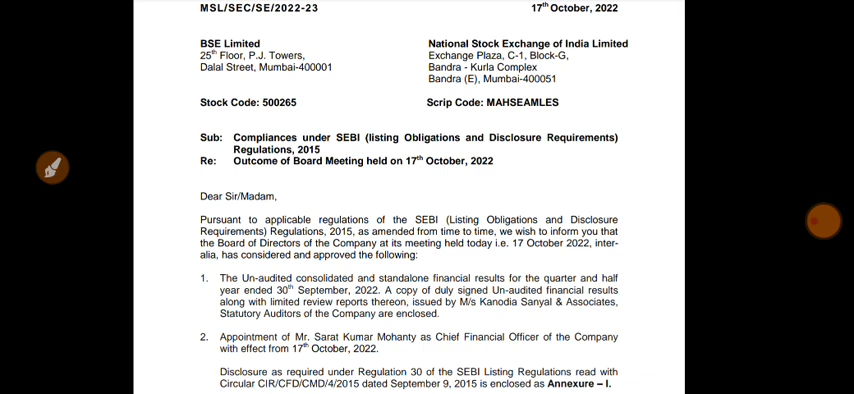 MSL/SEC/SE/2022-23 17th October, 2022
BSE Limited
25th Floor, P.J. Towers,
Dalal Street, Mumbai-400001
National Stock Exchange of India Limited
Exchange Plaza, C-1, Block-G,
Bandra - Kurla Complex
Bandra (E), Mumbai-400051
Stock Code: 500265 Scrip Code: MAHSEAMLES
Sub: Compliances under SEBI (listing Obligations and Disclosure Requirements)
Regulations, 2015
Re: Outcome of Board Meeting held on 17th October, 2022
Dear Sir/Madam,
Pursuant to applicable regulations of the SEBI (Listing Obligations and Disclosure
Requirements) Regulations, 2015, as amended from time to time, we wish to inform you that
the Board of Directors of the Company at its meeting held today i.e. 17 October 2022, inter-
alia, has considered and approved the following:
1. The Un-audited consolidated and standalone financial results for the quarter and half
year ended 30th September, 2022. A copy of duly signed Un-audited financial results
along with limited review reports thereon, issued by M/s Kanodia Sanyal & Associates,
Statutory Auditors of the Company are enclosed.
2. Appointment of Mr. Sarat Kumar Mohanty as Chief Financial Officer of the Company
with effect from 17th October, 2022.
Disclosure as required under Regulation 30 of the SEBI Listing Regulations read with
Circular CIR/CFD/CMD/4/2015 dated September 9, 2015 is enclosed as Annexure – I.